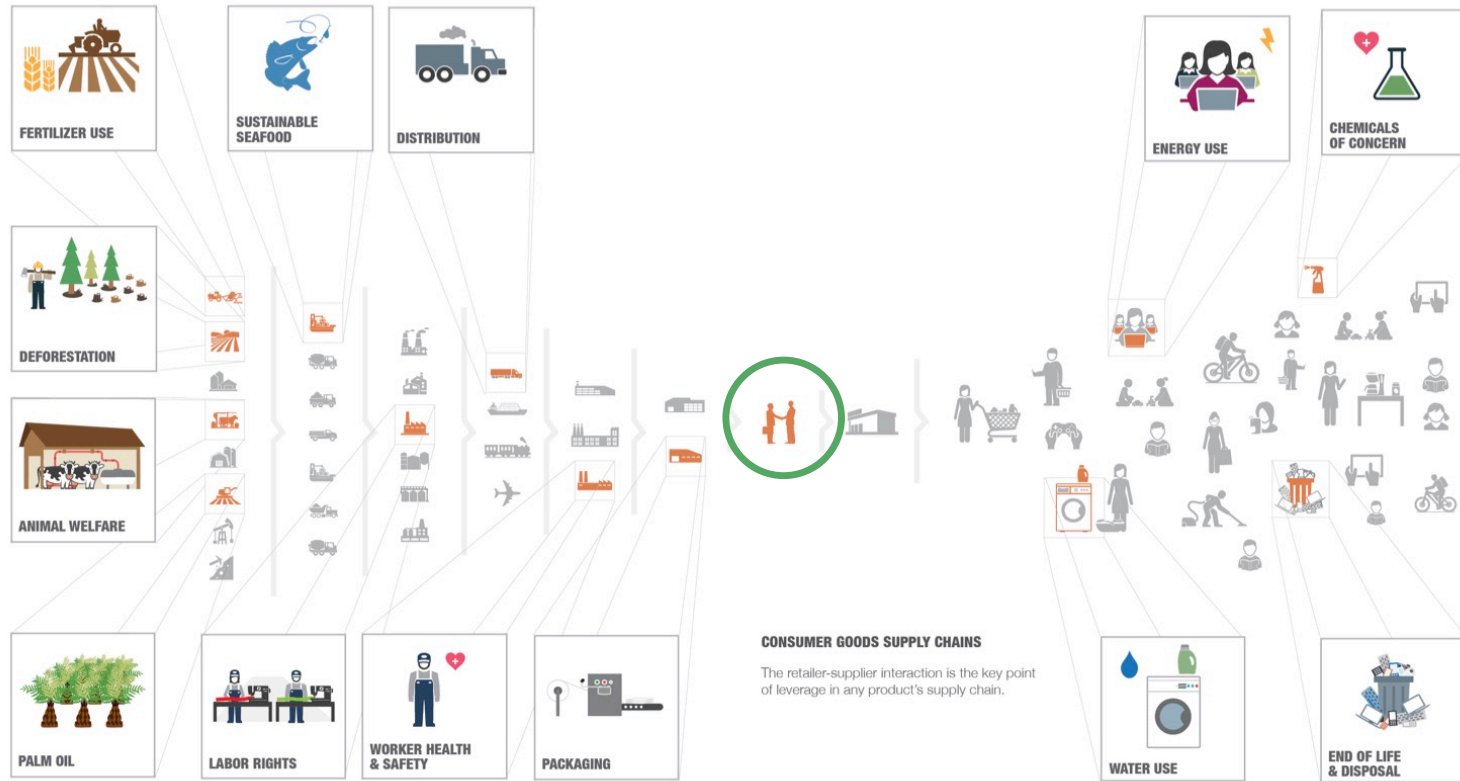 FERTILIZER USE
SUSTAINABLE
SEAFOOD
DISTRIBUTION
ENERGY USE
CHEMICALS
OF CONCERN
DEFORESTATION
ANIMAL WELFARE
CONSUMER GOODS SUPPLY CHAINS
The retailer-supplier interaction is the key point
of leverage in any product's supply chain.
PALM OIL
LABOR RIGHTS
WORKER HEALTH
& SAFETY
PACKAGING
WATER USE
END OF LIFE
& DISPOSAL